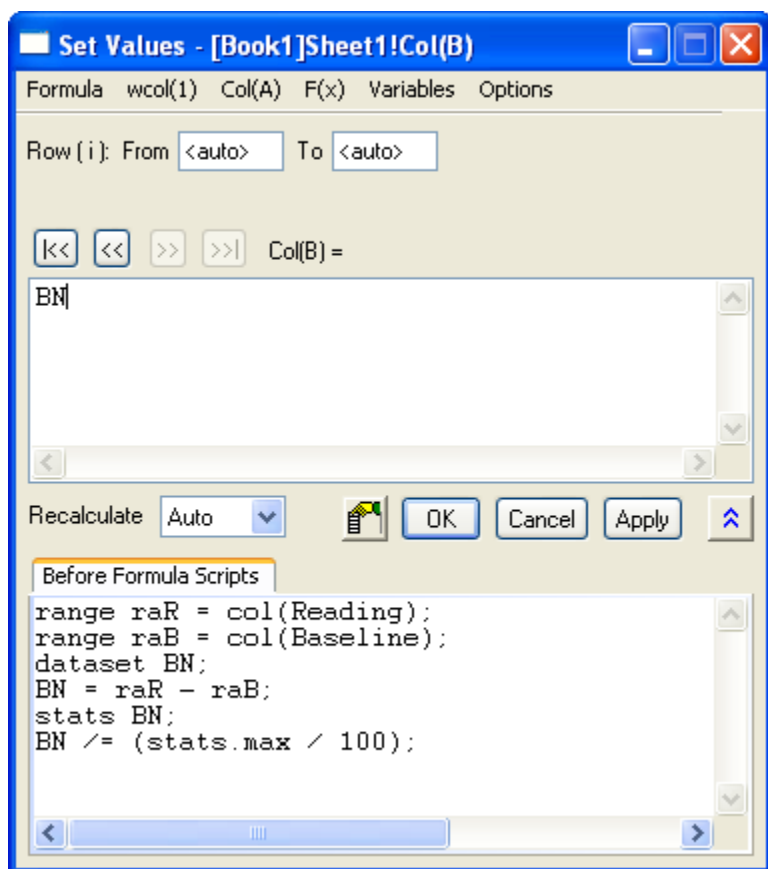 Set Values - [Book1]Sheet1!Col(B)
Formula wcol(1) Col(A) F(x) Variables Options
Row (i): From <auto> To <auto>
|<< << >> >>| Col(B) =
BN
Recalculate Auto OK Cancel Apply
Before Formula Scripts
range raR = col(Reading);
range raB = col(Baseline);
dataset BN;
BN = raR - raB;
stats BN;
BN /= (stats.max / 100);